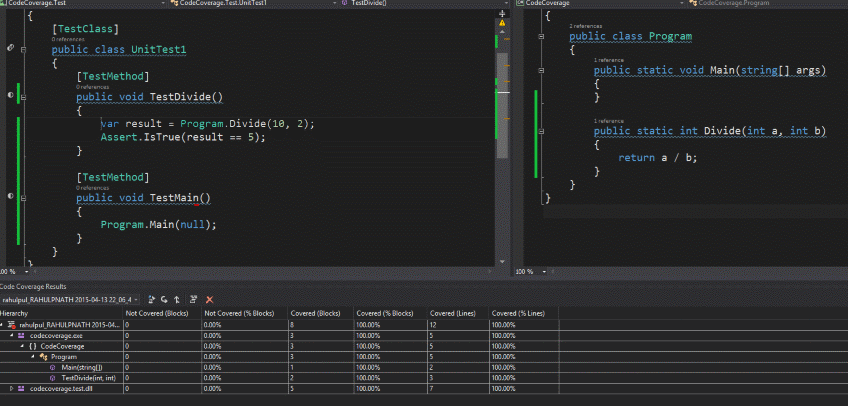 CodeCoverage.Test
CodeCoverage.Test.UnitTest1
TestDivide()
{
[TestClass]
0 references
public class UnitTest1
{
[TestMethod]
0 references
public void TestDivide()
{
var result = Program.Divide(10, 2);
Assert.IsTrue(result == 5);
}
[TestMethod]
0 references
public void TestMain()
{
Program.Main(null);
}
}
}
100 %
CodeCoverage
CodeCoverage.Program
{
2 references
public class Program
{
1 reference
public static void Main(string[] args)
{
}
1 reference
public static int Divide(int a, int b)
{
return a / b;
}
}
}
100 %
Code Coverage Results
rahulpul_RAHULPNATH 2015-04-13 22_06_4
Hierarchy Not Covered (Blocks) Not Covered (% Blocks) Covered (Blocks) Covered (% Blocks) Covered (Lines) Covered (% Lines)
rahulpul_RAHULPNATH 2015-04... 0 0.00% 8 100.00% 12 100.00%
codecoverage.exe 0 0.00% 3 100.00% 5 100.00%
{ } CodeCoverage 0 0.00% 3 100.00% 5 100.00%
Program 0 0.00% 3 100.00% 5 100.00%
Main(string[]) 0 0.00% 1 100.00% 2 100.00%
TestDivide(int, int) 0 0.00% 2 100.00% 3 100.00%
codecoverage.test.dll 0 0.00% 5 100.00% 7 100.00%